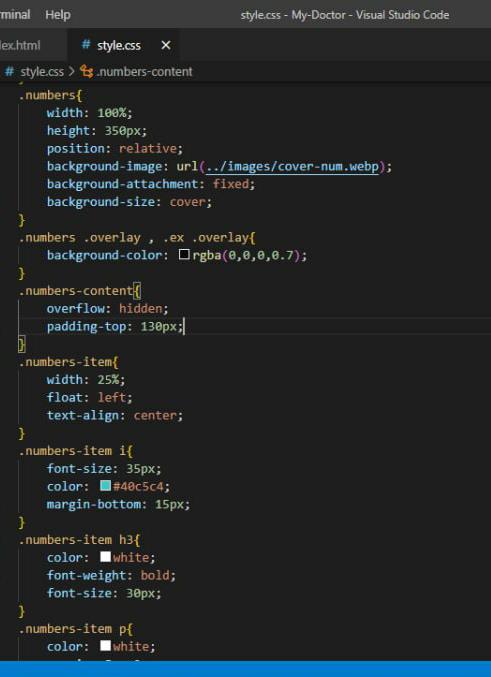 rminal Help style.css - My-Doctor - Visual Studio Code
lex.html # style.css ×
# style.css > .numbers-content
}
.numbers{
width: 100%;
height: 350px;
position: relative;
background-image: url(../images/cover-num.webp);
background-attachment: fixed;
background-size: cover;
}
.numbers .overlay , .ex .overlay{
background-color: rgba(0,0,0,0.7);
}
.numbers-content{
overflow: hidden;
padding-top: 130px;
}
.numbers-item{
width: 25%;
float: left;
text-align: center;
}
.numbers-item i{
font-size: 35px;
color: #40c5c4;
margin-bottom: 15px;
}
.numbers-item h3{
color: white;
font-weight: bold;
font-size: 30px;
}
.numbers-item p{
color: white;